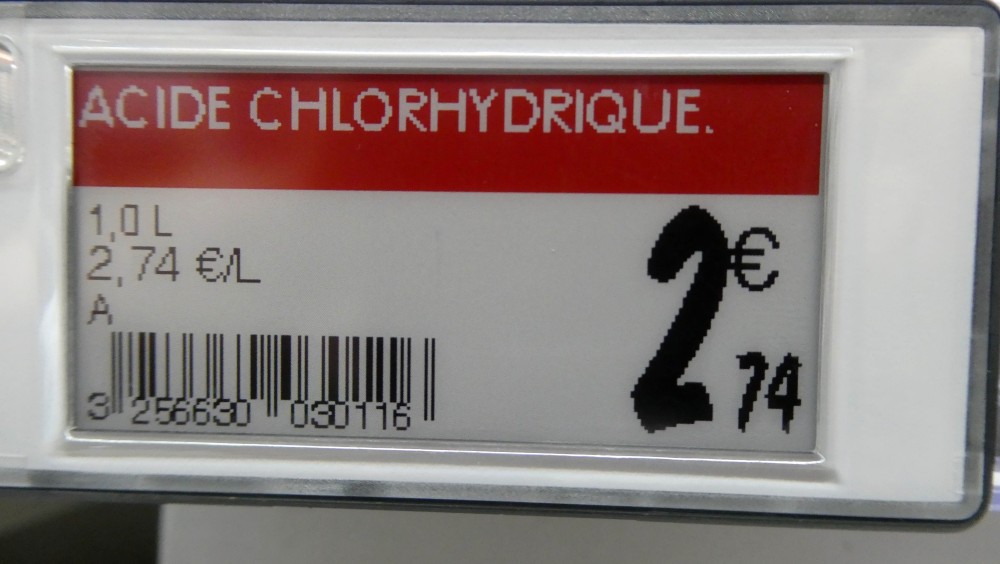 ACIDE CHLORHYDRIQUE.
1,0 L
2,74 €/L
A
3 256630 030116
2€74